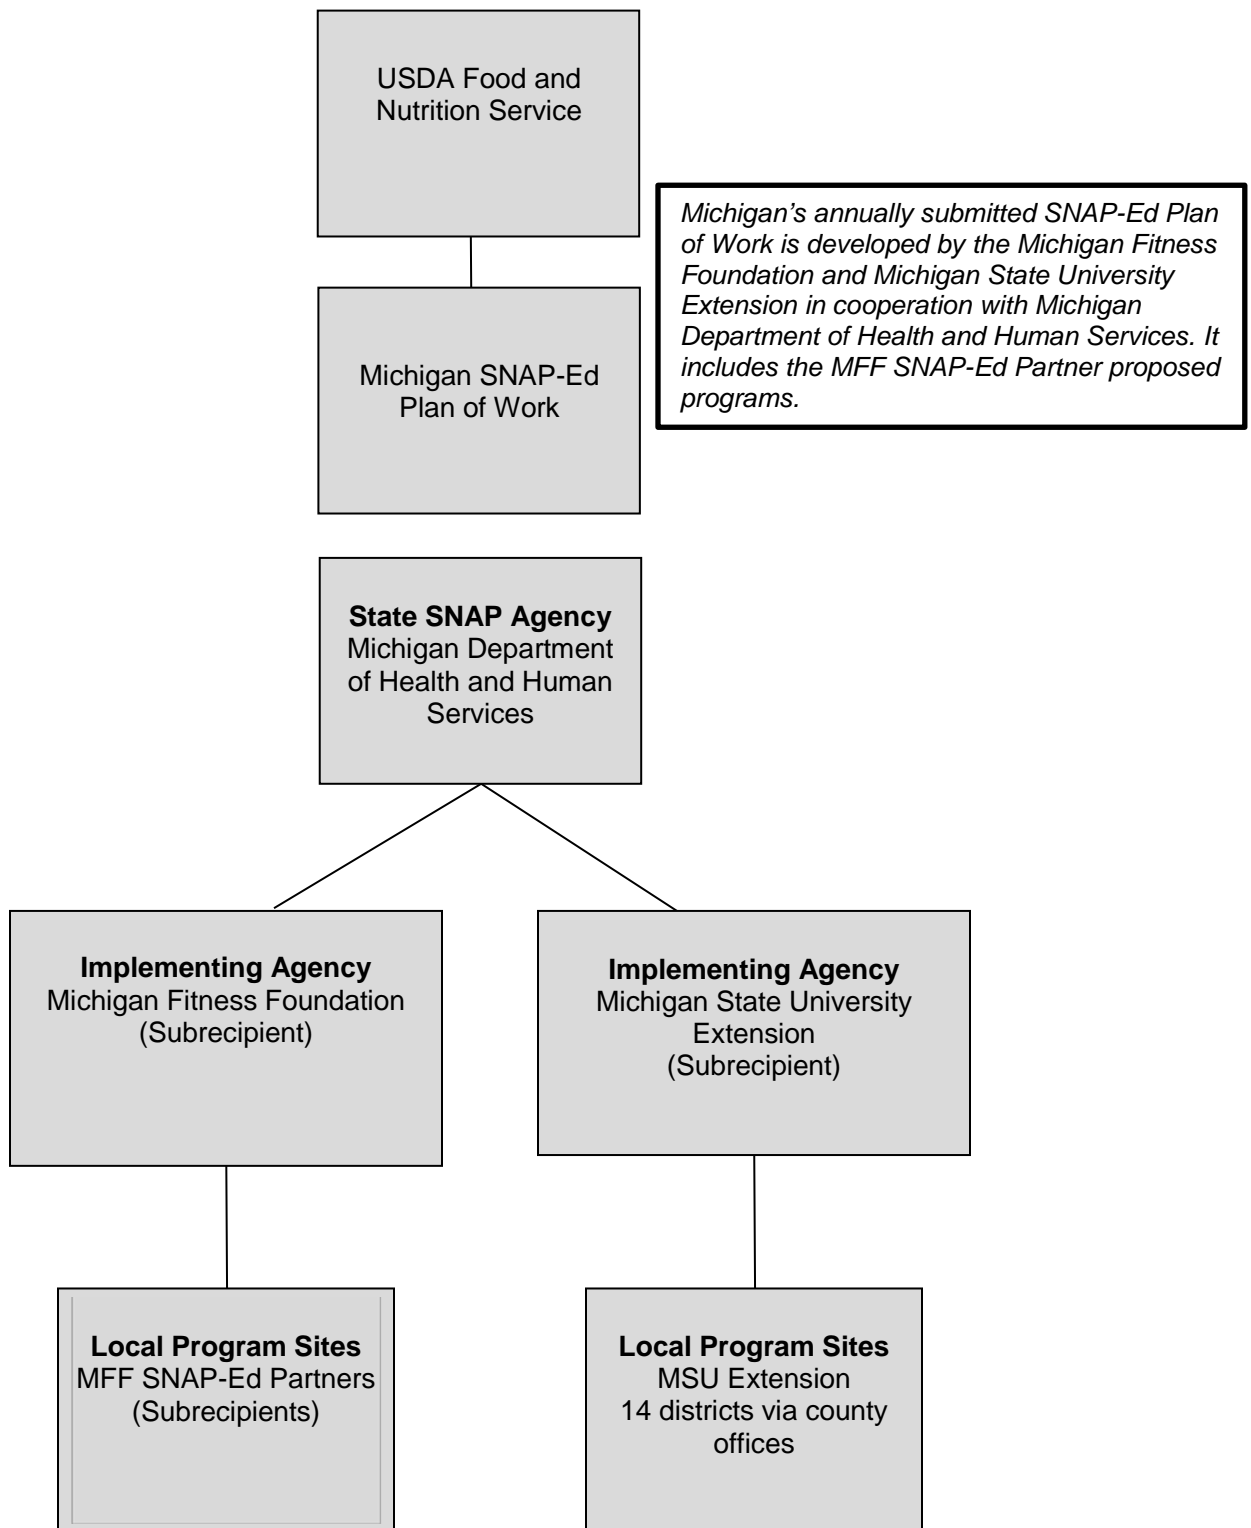 USDA Food and
Nutrition Service
Michigan's annually submitted SNAP-Ed Plan
of Work is developed by the Michigan Fitness
Foundation and Michigan State University
Extension in cooperation with Michigan
Department of Health and Human Services. It
includes the MFF SNAP-Ed Partner proposed
programs.
Michigan SNAP-Ed
Plan of Work
State SNAP Agency
Michigan Department
of Health and Human
Services
Implementing Agency
Michigan Fitness Foundation
(Subrecipient)
Implementing Agency
Michigan State University
Extension
(Subrecipient)
Local Program Sites
MFF SNAP-Ed Partners
(Subrecipients)
Local Program Sites
MSU Extension
14 districts via county
offices